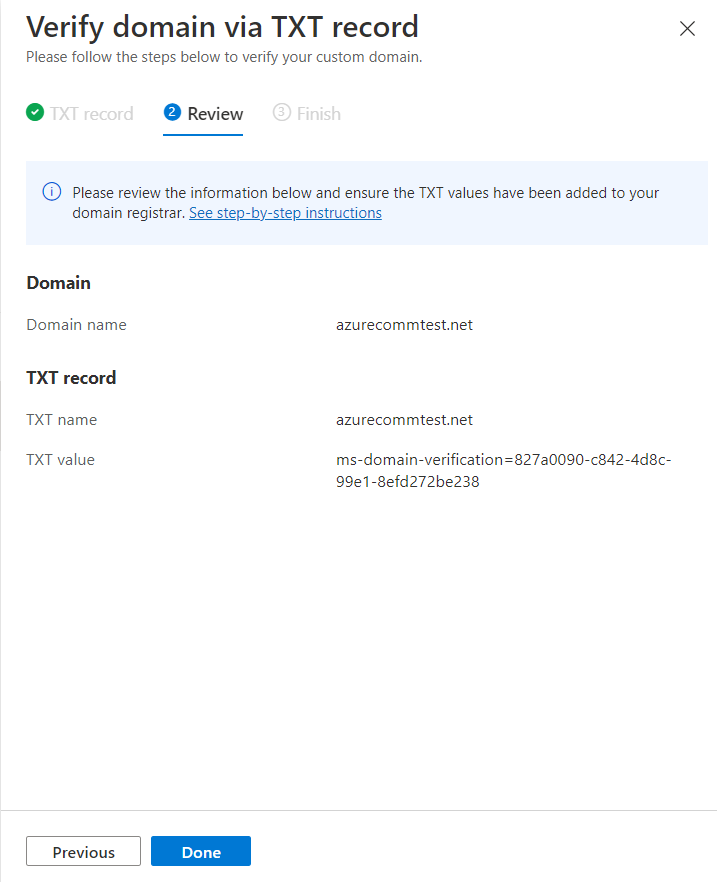 Verify domain via TXT record
Please follow the steps below to verify your custom domain.
TXT record
2 Review
3 Finish
Please review the information below and ensure the TXT values have been added to your
domain registrar. See step-by-step instructions
Domain
Domain name azurecommtest.net
TXT record
TXT name azurecommtest.net
TXT value ms-domain-verification=827a0090-c842-4d8c-
99e1-8efd272be238
Previous Done